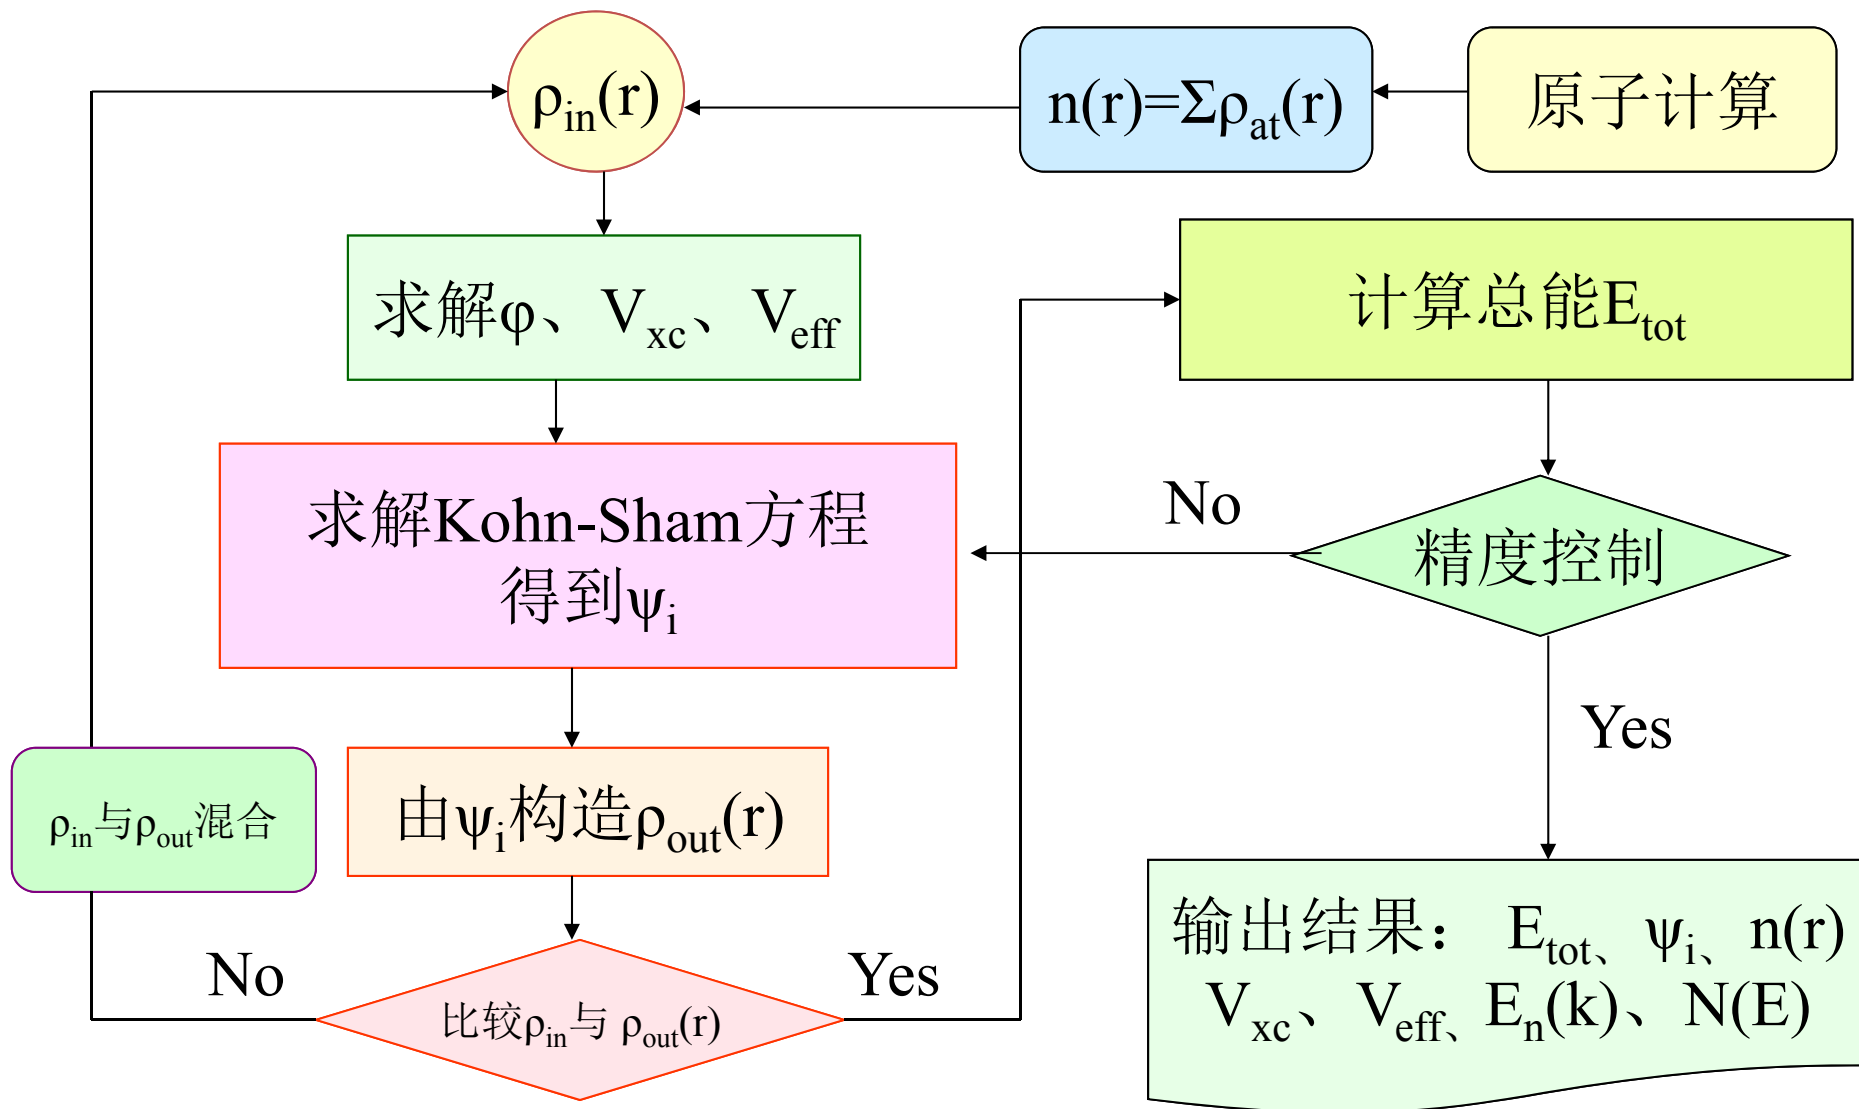 ρin(r)
n(r)=Σρat(r)
原子计算
求解φ、Vxc、Veff
计算总能Etot
求解Kohn-Sham方程
得到ψi
No
精度控制
Yes
ρin与ρout混合
由ψi构造ρout(r)
No
比较ρin与 ρout(r)
Yes
输出结果： Etot、ψi、n(r)
Vxc、Veff、En(k)、N(E)